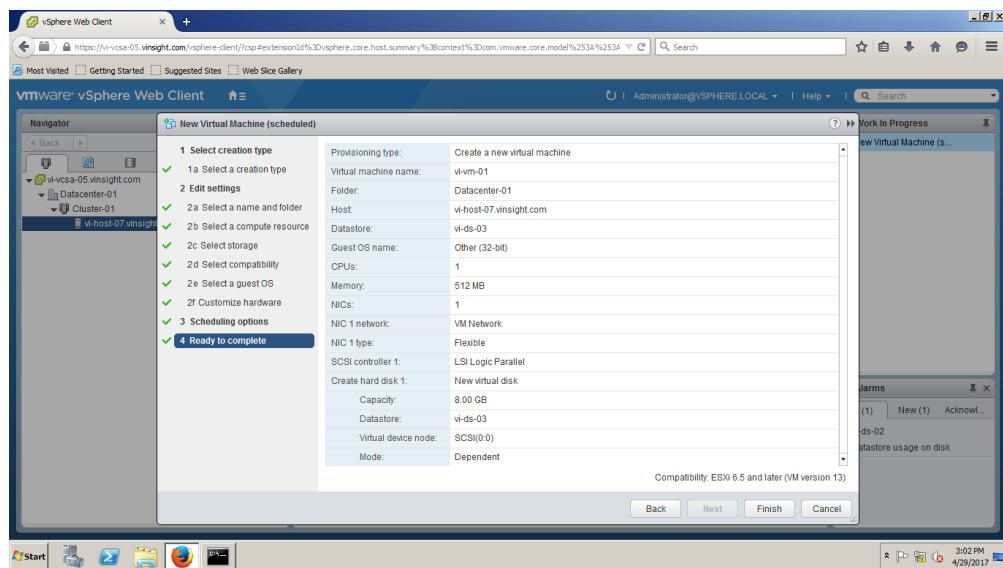 vSphere Web Client
https://vi-vcsa-05.vinsight.com/vsphere-client/?csp#extensionId%3Dvsphere.core.host.summary%3Bcontext%3Dcom.vmware.core.model%253A%253A
Search
Most Visited Getting Started Suggested Sites Web Slice Gallery
vmware® vSphere Web Client
Administrator@VSPHERE.LOCAL Help Search
Navigator
Back
vi-vcsa-05.vinsight.com
Datacenter-01
Cluster-01
vi-host-07.vinsight
New Virtual Machine (scheduled)
1 Select creation type
1a Select a creation type
2 Edit settings
2a Select a name and folder
2b Select a compute resource
2c Select storage
2d Select compatibility
2e Select a guest OS
2f Customize hardware
3 Scheduling options
4 Ready to complete
Provisioning type: Create a new virtual machine
Virtual machine name: vi-vm-01
Folder: Datacenter-01
Host: vi-host-07.vinsight.com
Datastore: vi-ds-03
Guest OS name: Other (32-bit)
CPUs: 1
Memory: 512 MB
NICs: 1
NIC 1 network: VM Network
NIC 1 type: Flexible
SCSI controller 1: LSI Logic Parallel
Create hard disk 1: New virtual disk
Capacity: 8.00 GB
Datastore: vi-ds-03
Virtual device node: SCSI(0:0)
Mode: Dependent
Compatibility: ESXi 6.5 and later (VM version 13)
Back Next Finish Cancel
Work In Progress
ew Virtual Machine (s...
larms
(1) New (1) Acknowl...
-ds-02
atastore usage on disk
Start
3:02 PM
4/29/2017